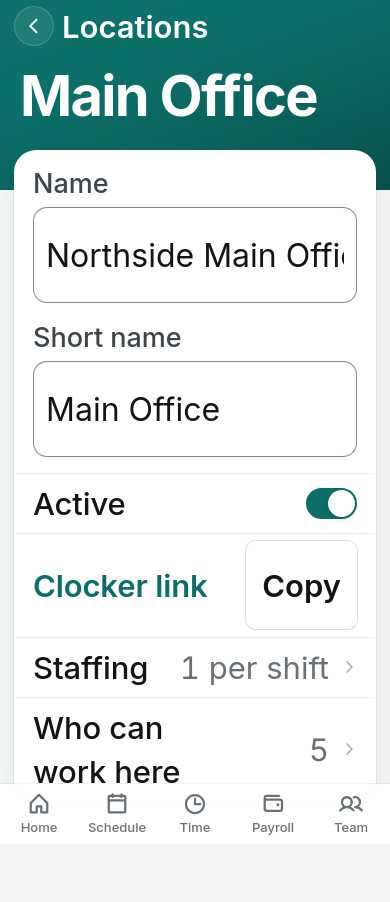 Locations
Main Office
Name
Northside Main Offi
Short name
Main Office
Active
Clocker link
Copy
Staffing
1 per shift
Who can
work here
5
Home
Schedule
Time
Payroll
Team